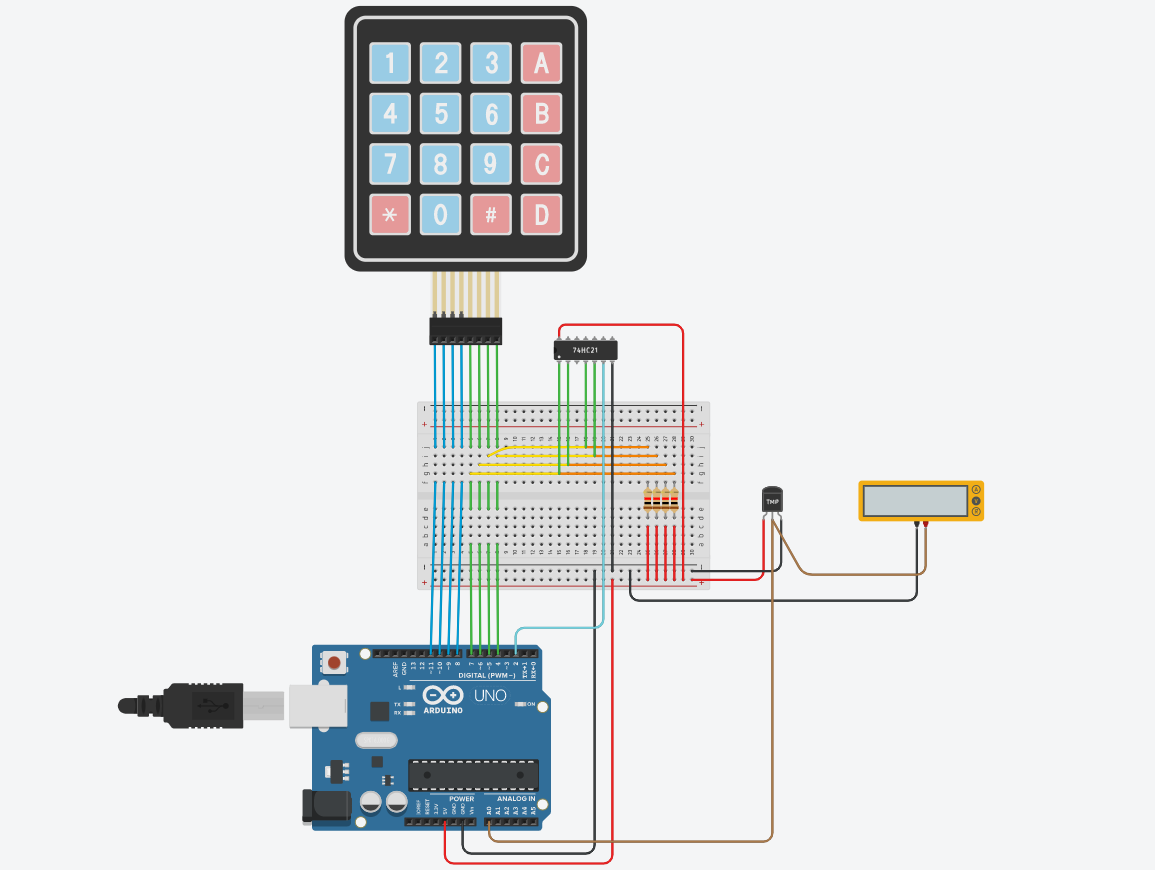 1 2 3 A
4 5 6 B
7 8 9 C
* 0 # D
74HC21
TMP
A
V
R
AREF
GND
13
12
~11
~10
~9
8
7
~6
~5
4
~3
2
TX→1
RX←0
DIGITAL (PWM~)
L
TX
RX
UNO
ARDUINO
ON
POWER
ANALOG IN
IOREF
RESET
3.3V
5V
GND
GND
Vin
A0
A1
A2
A3
A4
A5